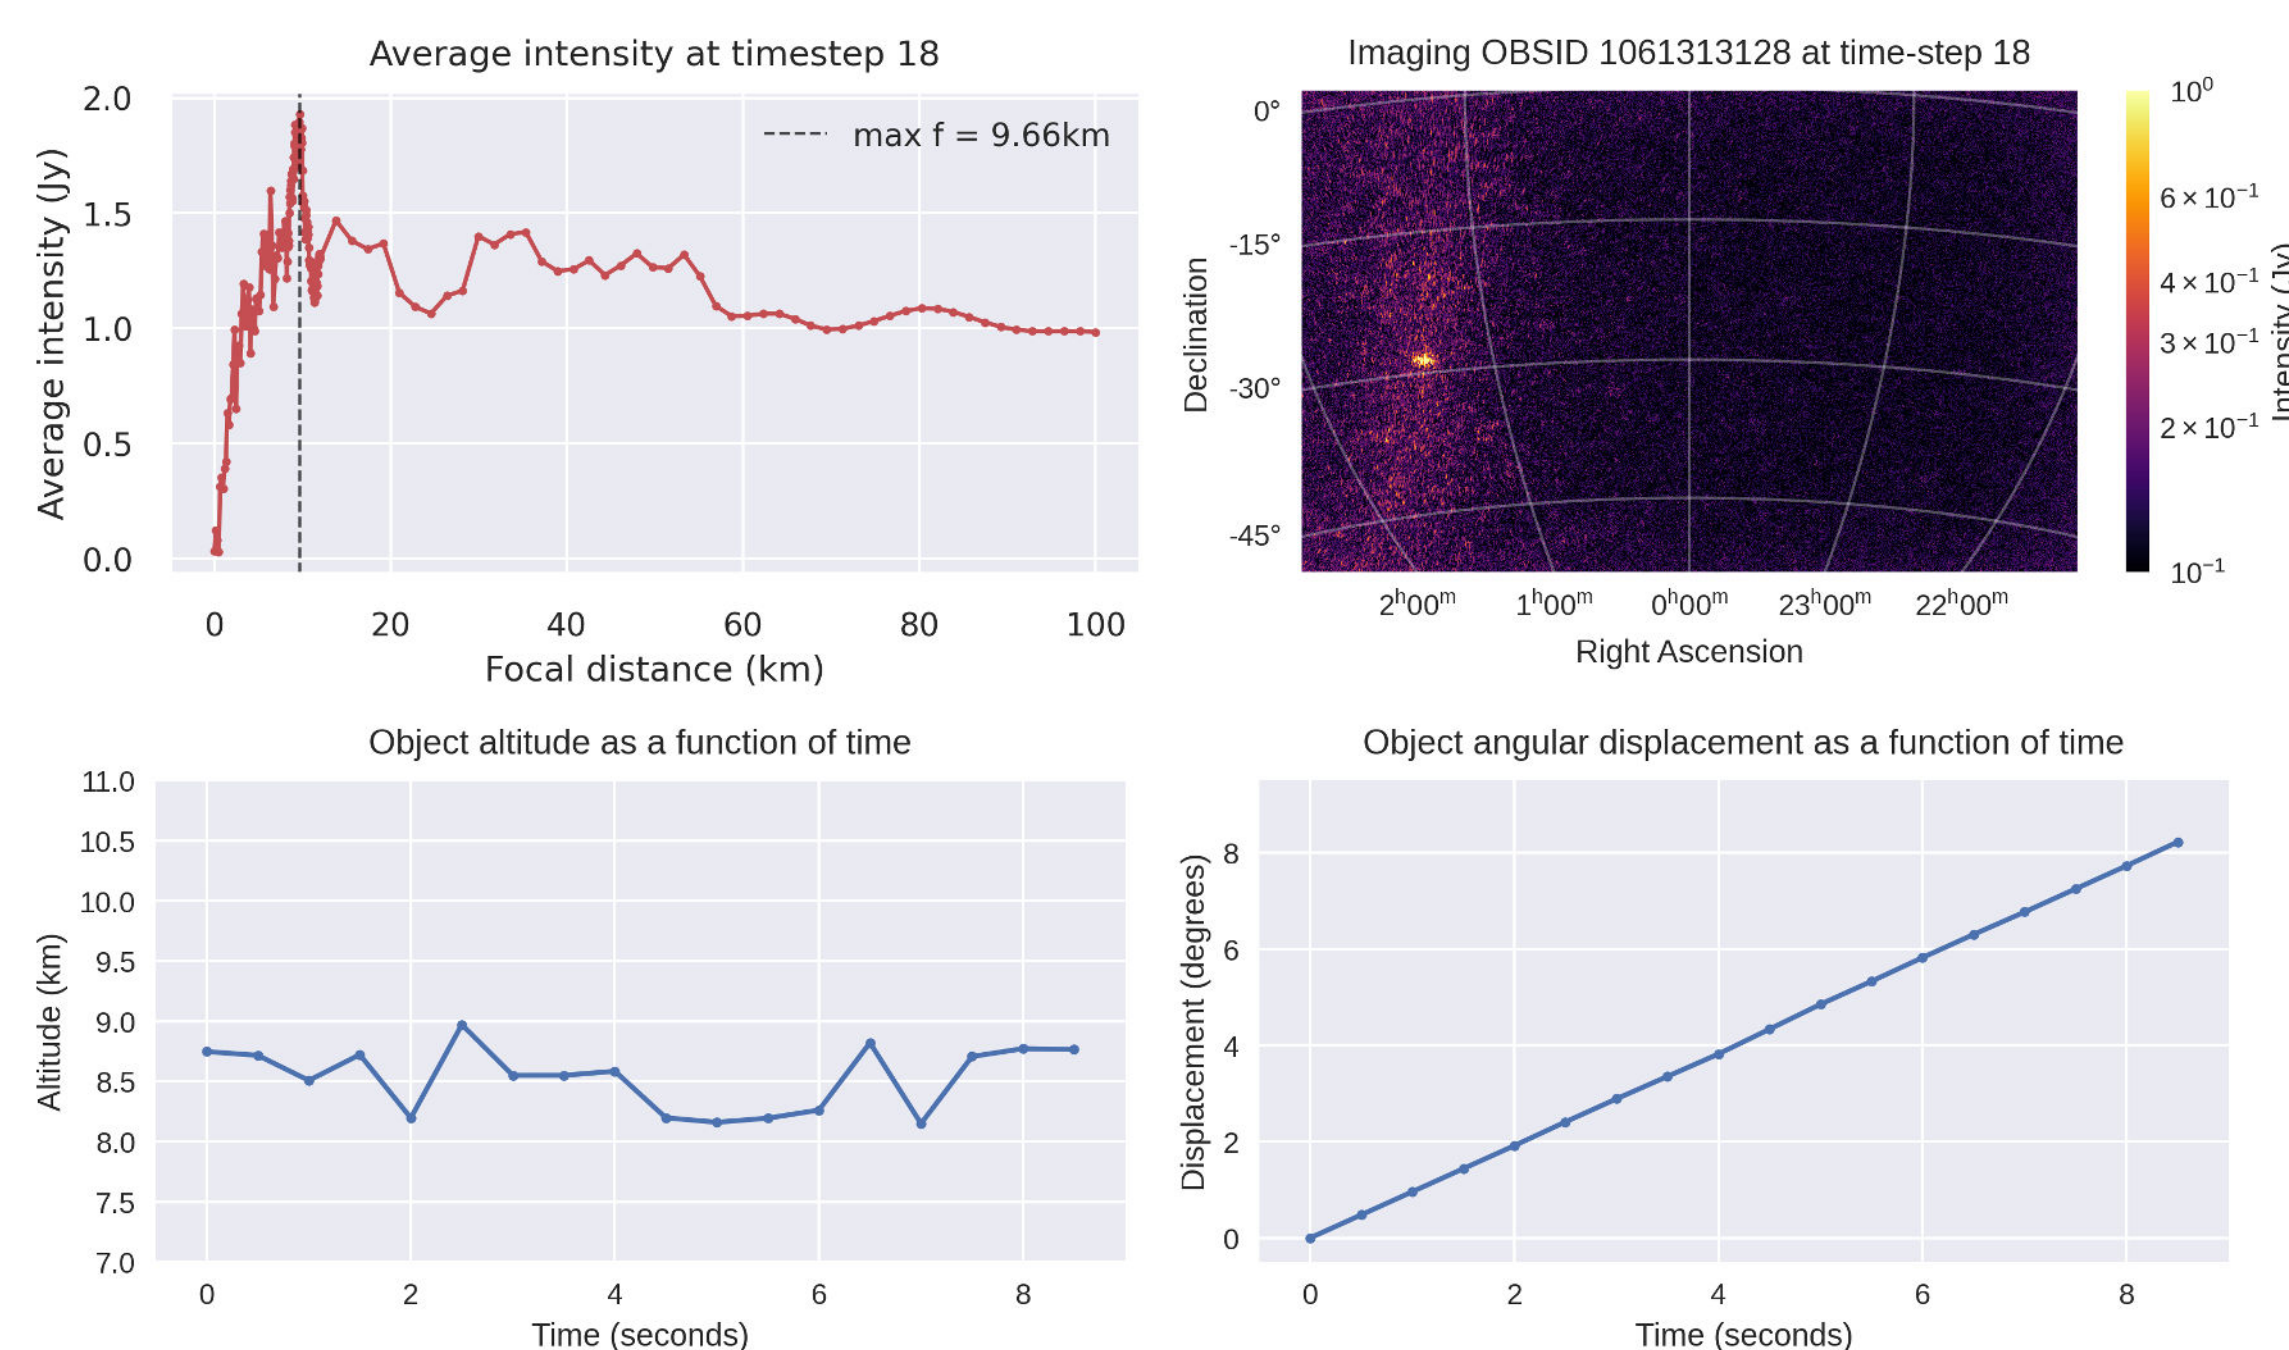 Average intensity at timestep 18
Average intensity (Jy)
2.0
1.5
1.0
0.5
0.0
max f = 9.66km
0 20 40 60 80 100
Focal distance (km)
Imaging OBSID 1061313128 at time-step 18
Declination
0°
-15°
-30°
-45°
2ʰ00ᵐ 1ʰ00ᵐ 0ʰ00ᵐ 23ʰ00ᵐ 22ʰ00ᵐ
Right Ascension
10⁰
6×10⁻¹
4×10⁻¹
3×10⁻¹
2×10⁻¹
10⁻¹
Intensity (Jy)
Object altitude as a function of time
Altitude (km)
11.0
10.5
10.0
9.5
9.0
8.5
8.0
7.5
7.0
0 2 4 6 8
Time (seconds)
Object angular displacement as a function of time
Displacement (degrees)
8
6
4
2
0
0 2 4 6 8
Time (seconds)